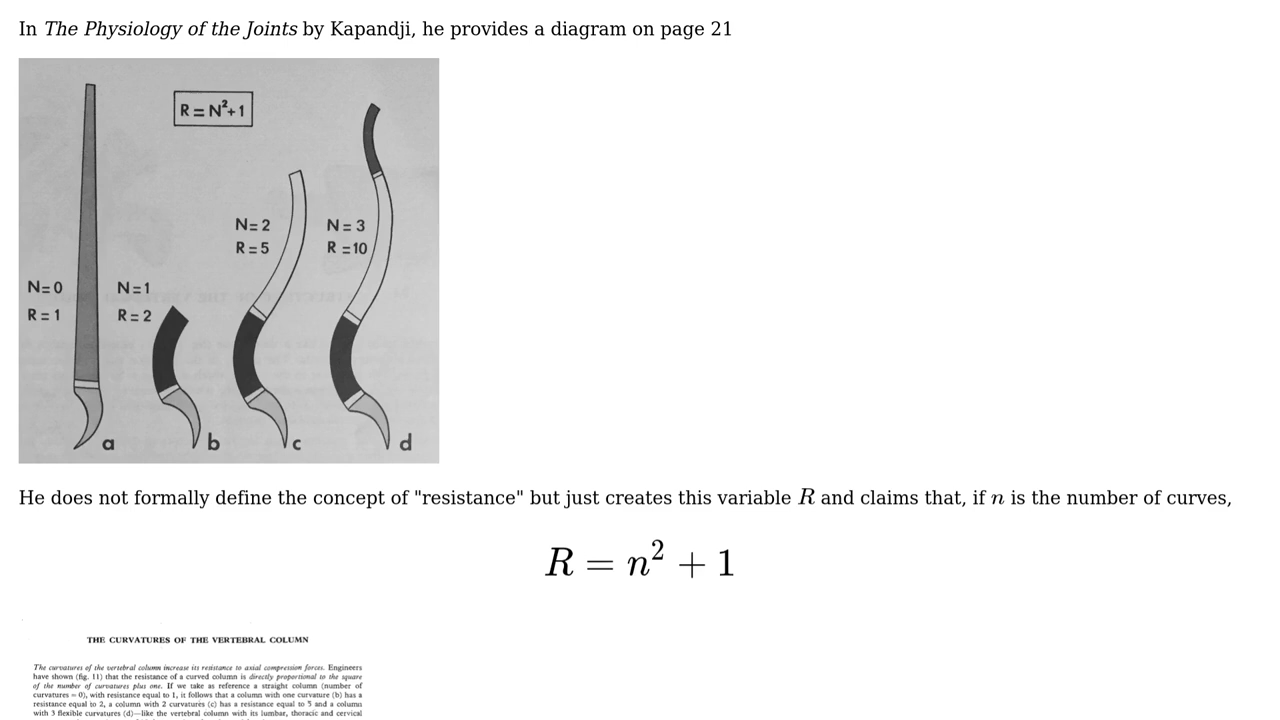 In The Physiology of the Joints by Kapandji, he provides a diagram on page 21
R = N²+1
N=2
R=5
N=3
R=10
N=0
R=1
N=1
R=2
a
b
c
d
He does not formally define the concept of "resistance" but just creates this variable R and claims that, if n is the number of curves,
R = n² + 1
THE CURVATURES OF THE VERTEBRAL COLUMN
The curvatures of the vertebral column increase its resistance to axial compression forces. Engineers
have shown (fig. 11) that the resistance of a curved column is directly proportional to the square
of the number of curvatures plus one. If we take as reference a straight column (number of
curvatures = 0), with resistance equal to 1, it follows that a column with one curvature (b) has a
resistance equal to 2, a column with 2 curvatures (c) has a resistance equal to 5 and a column
with 3 flexible curvatures (d)—like the vertebral column with its lumbar, thoracic and cervical